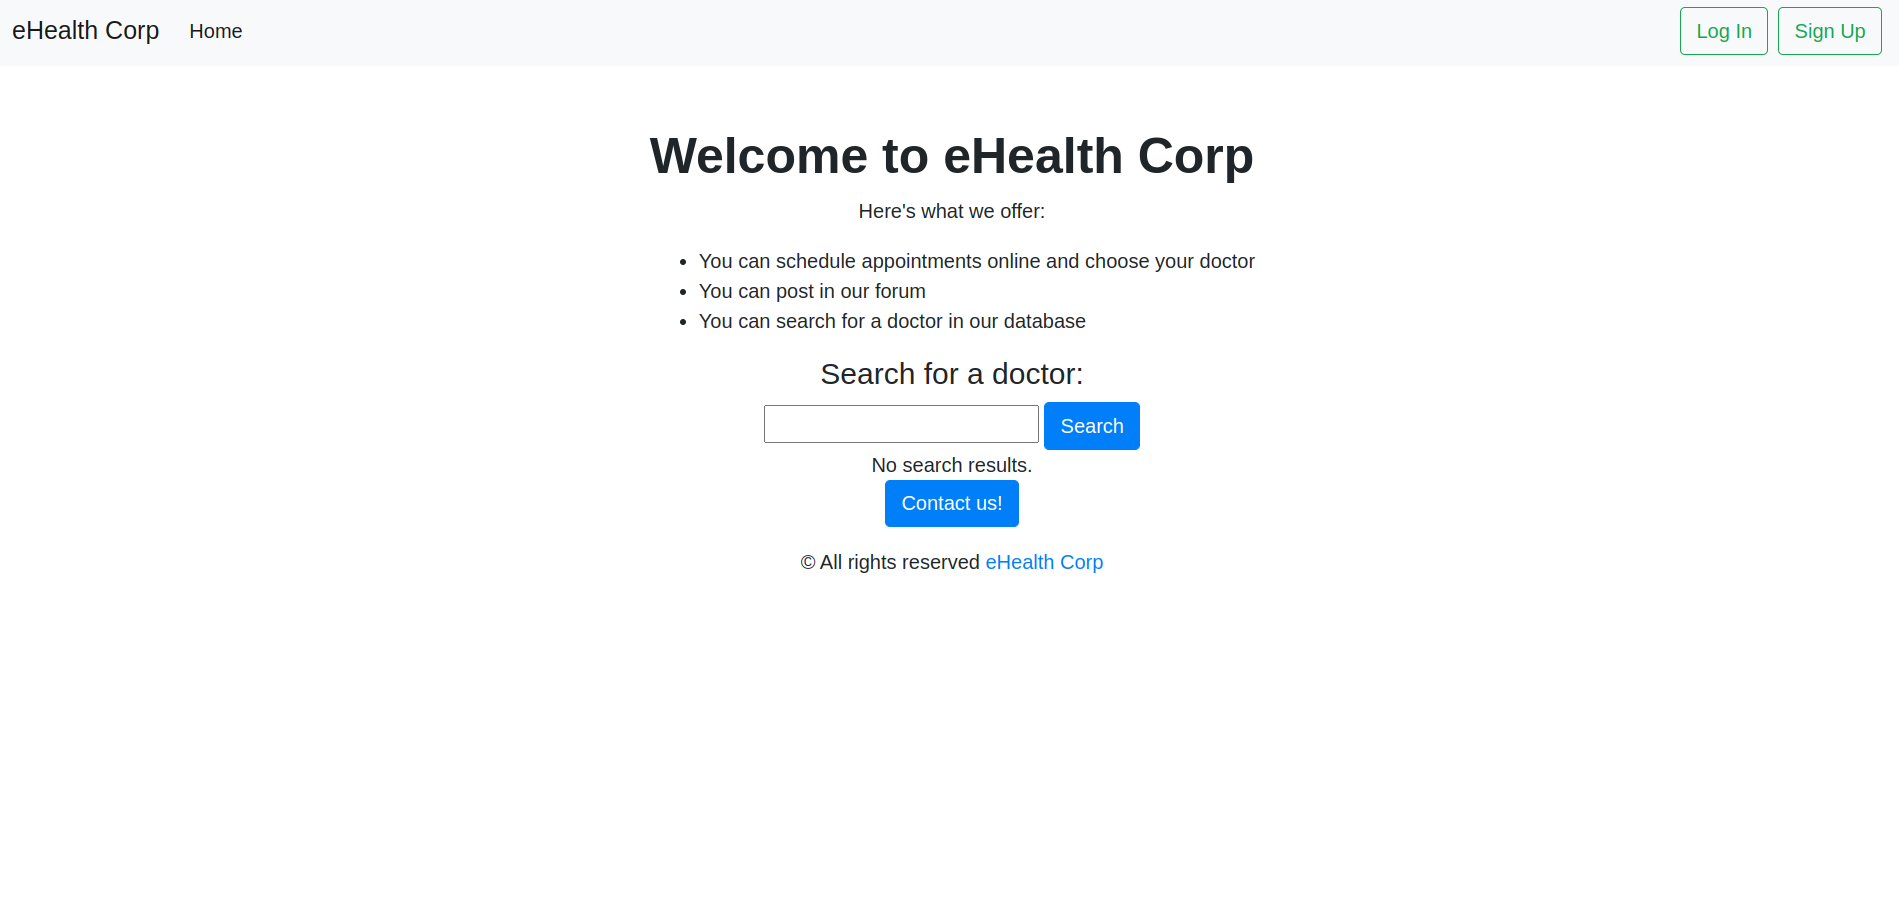 eHealth Corp Home Log In Sign Up
Welcome to eHealth Corp
Here's what we offer:
• You can schedule appointments online and choose your doctor
• You can post in our forum
• You can search for a doctor in our database
Search for a doctor:
Search
No search results.
Contact us!
© All rights reserved eHealth Corp